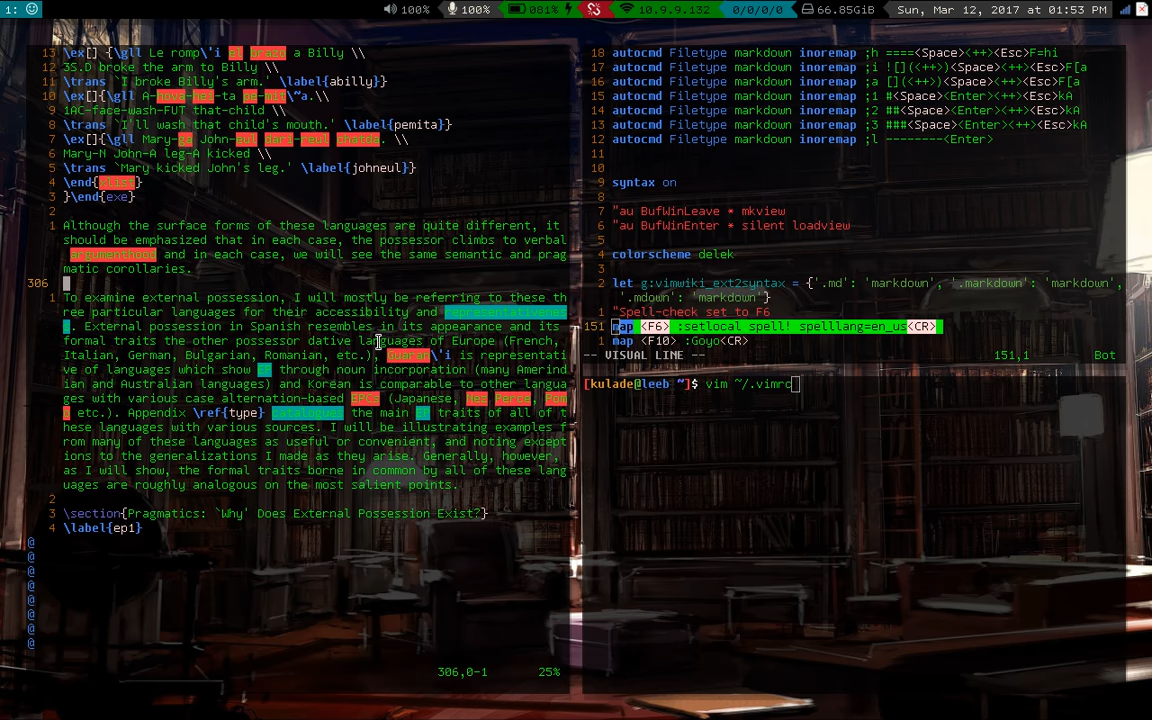 1: 100% 100% 081% 10.9.9.132 0/0/0/0 66.85GiB Sun, Mar 12, 2017 at 01:53 PM
13 \ex[] {\gll Le romp\'i el brazo a Billy \\
12 3S.D broke the arm to Billy \\
11 \trans `I broke Billy's arm.' \label{abilly}}
10 \ex[]{\gll A-hova-hei-ta pe-mit\~a.\\
9 1AC-face-wash-FUT that-child \\
8 \trans `I'll wash that child's mouth.' \label{pemita}}
7 \ex[]{\gll Mary-ga John-eul dari-reul chatda. \\
6 Mary-N John-A leg-A kicked \\
5 \trans `Mary kicked John's leg.' \label{johneul}}
4 \end{xlist}
3 }\end{exe}
2
1 Although the surface forms of these languages are quite different, it
should be emphasized that in each case, the possessor climbs to verbal
argumenthood and in each case, we will see the same semantic and prag
matic corollaries.
306
1 To examine external possession, I will mostly be referring to these th
ree particular languages for their accessibility and representativenes
s. External possession in Spanish resembles in its appearance and its
formal traits the other possessor dative languages of Europe (French,
Italian, German, Bulgarian, Romanian, etc.), Guaran\'i is representati
ve of languages which show EP through noun incorporation (many Amerind
ian and Australian languages) and Korean is comparable to other langua
ges with various case alternation-based EPCs (Japanese, Nes Perce, Pom
o etc.). Appendix \ref{type} catalogues the main EP traits of all of t
hese languages with various sources. I will be illustrating examples f
rom many of these languages as useful or convenient, and noting except
ions to the generalizations I made as they arise. Generally, however,
as I will show, the formal traits borne in common by all of these lang
uages are roughly analogous on the most salient points.
2
3 \section{Pragmatics: `Why' Does External Possession Exist?}
4 \label{ep1}
@
@
@
@
@
@
@
@
306,0-1 25%
18 autocmd Filetype markdown inoremap ;h ====<Space><++><Esc>F=hi
17 autocmd Filetype markdown inoremap ;i ![](<++>)<Space><++><Esc>F[a
16 autocmd Filetype markdown inoremap ;a [](<++>)<Space><++><Esc>F[a
15 autocmd Filetype markdown inoremap ;1 #<Space><Enter><++><Esc>kA
14 autocmd Filetype markdown inoremap ;2 ##<Space><Enter><++><Esc>kA
13 autocmd Filetype markdown inoremap ;3 ###<Space><Enter><++><Esc>kA
12 autocmd Filetype markdown inoremap ;l --------<Enter>
11
10
9 syntax on
8
7 "au BufWinLeave * mkview
6 "au BufWinEnter * silent loadview
5
4 colorscheme delek
3
2 let g:vimwiki_ext2syntax = {'.md': 'markdown', '.markdown': 'markdown',
'.mdown': 'markdown'}
1 "Spell-check set to F6
151 map <F6> :setlocal spell! spelllang=en_us<CR>
1 map <F10> :Goyo<CR>
-- VISUAL LINE -- 151,1 Bot
[kulade@leeb ~]$ vim ~/.vimrc